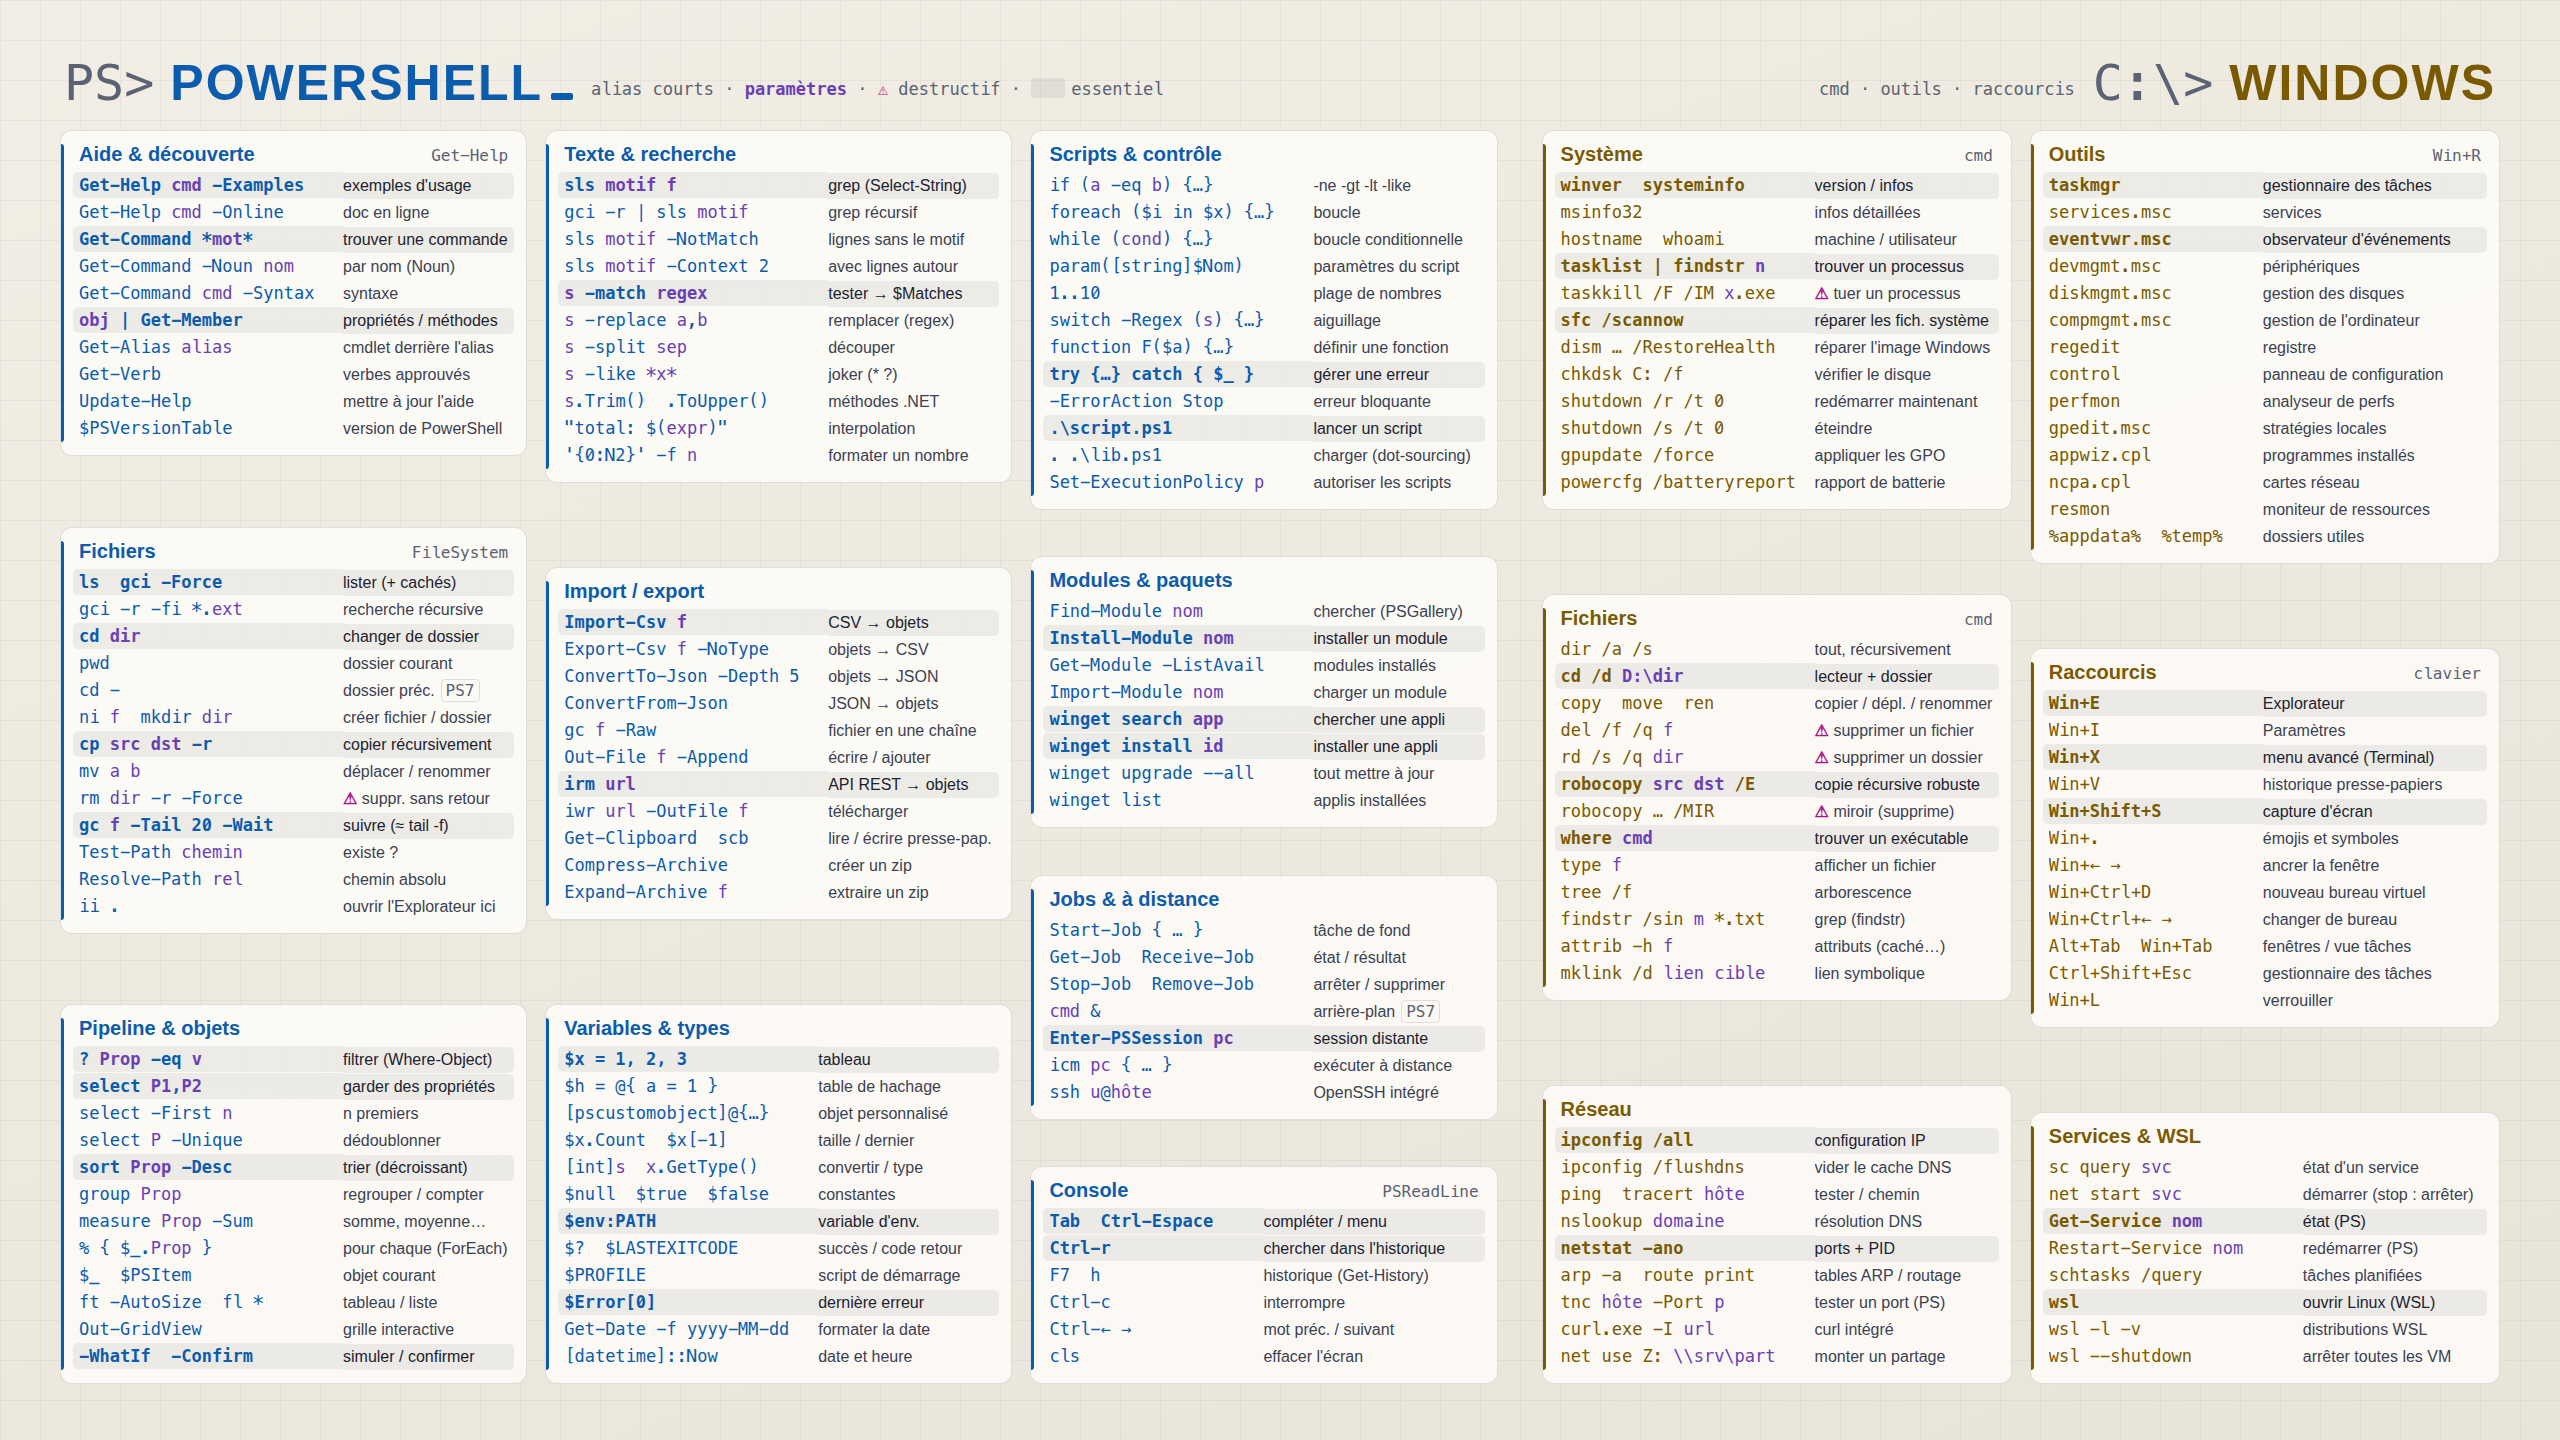 PS> POWERSHELL_ alias courts · paramètres · ⚠ destructif · essentiel
cmd · outils · raccourcis C:\> WINDOWS
Aide & découverte Get-Help
Get-Help cmd -Examples exemples d'usage
Get-Help cmd -Online doc en ligne
Get-Command *mot* trouver une commande
Get-Command -Noun nom par nom (Noun)
Get-Command cmd -Syntax syntaxe
obj | Get-Member propriétés / méthodes
Get-Alias alias cmdlet derrière l'alias
Get-Verb verbes approuvés
Update-Help mettre à jour l'aide
$PSVersionTable version de PowerShell
Fichiers FileSystem
ls gci -Force lister (+ cachés)
gci -r -fi *.ext recherche récursive
cd dir changer de dossier
pwd dossier courant
cd - dossier préc. PS7
ni f mkdir dir créer fichier / dossier
cp src dst -r copier récursivement
mv a b déplacer / renommer
rm dir -r -Force ⚠ suppr. sans retour
gc f -Tail 20 -Wait suivre (≈ tail -f)
Test-Path chemin existe ?
Resolve-Path rel chemin absolu
ii . ouvrir l'Explorateur ici
Pipeline & objets
? Prop -eq v filtrer (Where-Object)
select P1,P2 garder des propriétés
select -First n n premiers
select P -Unique dédoublonner
sort Prop -Desc trier (décroissant)
group Prop regrouper / compter
measure Prop -Sum somme, moyenne…
% { $_.Prop } pour chaque (ForEach)
$_ $PSItem objet courant
ft -AutoSize fl * tableau / liste
Out-GridView grille interactive
-WhatIf -Confirm simuler / confirmer
Texte & recherche
sls motif f grep (Select-String)
gci -r | sls motif grep récursif
sls motif -NotMatch lignes sans le motif
sls motif -Context 2 avec lignes autour
s -match regex tester → $Matches
s -replace a,b remplacer (regex)
s -split sep découper
s -like *x* joker (* ?)
s.Trim() .ToUpper() méthodes .NET
"total: $(expr)" interpolation
'{0:N2}' -f n formater un nombre
Import / export
Import-Csv f CSV → objets
Export-Csv f -NoType objets → CSV
ConvertTo-Json -Depth 5 objets → JSON
ConvertFrom-Json JSON → objets
gc f -Raw fichier en une chaîne
Out-File f -Append écrire / ajouter
irm url API REST → objets
iwr url -OutFile f télécharger
Get-Clipboard scb lire / écrire presse-pap.
Compress-Archive créer un zip
Expand-Archive f extraire un zip
Variables & types
$x = 1, 2, 3 tableau
$h = @{ a = 1 } table de hachage
[pscustomobject]@{…} objet personnalisé
$x.Count $x[-1] taille / dernier
[int]s x.GetType() convertir / type
$null $true $false constantes
$env:PATH variable d'env.
$? $LASTEXITCODE succès / code retour
$PROFILE script de démarrage
$Error[0] dernière erreur
Get-Date -f yyyy-MM-dd formater la date
[datetime]::Now date et heure
Scripts & contrôle
if (a -eq b) {…} -ne -gt -lt -like
foreach ($i in $x) {…} boucle
while (cond) {…} boucle conditionnelle
param([string]$Nom) paramètres du script
1..10 plage de nombres
switch -Regex (s) {…} aiguillage
function F($a) {…} définir une fonction
try {…} catch { $_ } gérer une erreur
-ErrorAction Stop erreur bloquante
.\script.ps1 lancer un script
. .\lib.ps1 charger (dot-sourcing)
Set-ExecutionPolicy p autoriser les scripts
Modules & paquets
Find-Module nom chercher (PSGallery)
Install-Module nom installer un module
Get-Module -ListAvail modules installés
Import-Module nom charger un module
winget search app chercher une appli
winget install id installer une appli
winget upgrade --all tout mettre à jour
winget list applis installées
Jobs & à distance
Start-Job { … } tâche de fond
Get-Job Receive-Job état / résultat
Stop-Job Remove-Job arrêter / supprimer
cmd & arrière-plan PS7
Enter-PSSession pc session distante
icm pc { … } exécuter à distance
ssh u@hôte OpenSSH intégré
Console PSReadLine
Tab Ctrl-Espace compléter / menu
Ctrl-r chercher dans l'historique
F7 h historique (Get-History)
Ctrl-c interrompre
Ctrl-← → mot préc. / suivant
cls effacer l'écran
Système cmd
winver systeminfo version / infos
msinfo32 infos détaillées
hostname whoami machine / utilisateur
tasklist | findstr n trouver un processus
taskkill /F /IM x.exe ⚠ tuer un processus
sfc /scannow réparer les fich. système
dism … /RestoreHealth réparer l'image Windows
chkdsk C: /f vérifier le disque
shutdown /r /t 0 redémarrer maintenant
shutdown /s /t 0 éteindre
gpupdate /force appliquer les GPO
powercfg /batteryreport rapport de batterie
Fichiers cmd
dir /a /s tout, récursivement
cd /d D:\dir lecteur + dossier
copy move ren copier / dépl. / renommer
del /f /q f ⚠ supprimer un fichier
rd /s /q dir ⚠ supprimer un dossier
robocopy src dst /E copie récursive robuste
robocopy … /MIR ⚠ miroir (supprime)
where cmd trouver un exécutable
type f afficher un fichier
tree /f arborescence
findstr /sin m *.txt grep (findstr)
attrib -h f attributs (caché…)
mklink /d lien cible lien symbolique
Réseau
ipconfig /all configuration IP
ipconfig /flushdns vider le cache DNS
ping tracert hôte tester / chemin
nslookup domaine résolution DNS
netstat -ano ports + PID
arp -a route print tables ARP / routage
tnc hôte -Port p tester un port (PS)
curl.exe -I url curl intégré
net use Z: \\srv\part monter un partage
Outils Win+R
taskmgr gestionnaire des tâches
services.msc services
eventvwr.msc observateur d'événements
devmgmt.msc périphériques
diskmgmt.msc gestion des disques
compmgmt.msc gestion de l'ordinateur
regedit registre
control panneau de configuration
perfmon analyseur de perfs
gpedit.msc stratégies locales
appwiz.cpl programmes installés
ncpa.cpl cartes réseau
resmon moniteur de ressources
%appdata% %temp% dossiers utiles
Raccourcis clavier
Win+E Explorateur
Win+I Paramètres
Win+X menu avancé (Terminal)
Win+V historique presse-papiers
Win+Shift+S capture d'écran
Win+. émojis et symboles
Win+← → ancrer la fenêtre
Win+Ctrl+D nouveau bureau virtuel
Win+Ctrl+← → changer de bureau
Alt+Tab Win+Tab fenêtres / vue tâches
Ctrl+Shift+Esc gestionnaire des tâches
Win+L verrouiller
Services & WSL
sc query svc état d'un service
net start svc démarrer (stop : arrêter)
Get-Service nom état (PS)
Restart-Service nom redémarrer (PS)
schtasks /query tâches planifiées
wsl ouvrir Linux (WSL)
wsl -l -v distributions WSL
wsl --shutdown arrêter toutes les VM